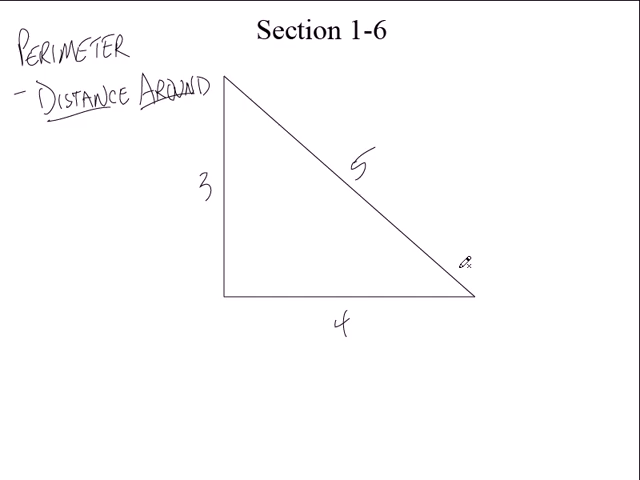 Section 1-6
PERIMETER
- DISTANCE AROUND
3
5
4